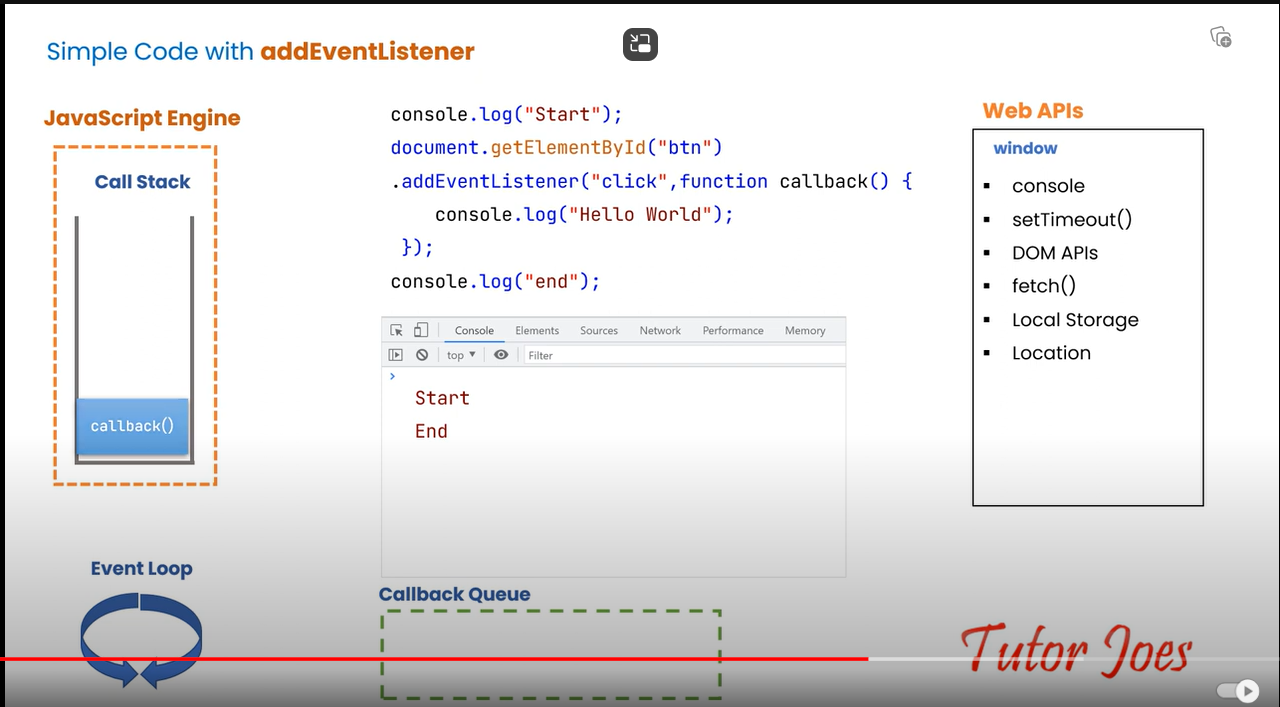 Simple Code with addEventListener
JavaScript Engine
Call Stack
callback()
Event Loop
console.log("Start");
document.getElementById("btn")
.addEventListener("click",function callback() {
console.log("Hello World");
});
console.log("end");
Console Elements Sources Network Performance Memory
top Filter
>
Start
End
Callback Queue
Web APIs
window
▪ console
▪ setTimeout()
▪ DOM APIs
▪ fetch()
▪ Local Storage
▪ Location
Tutor Joes